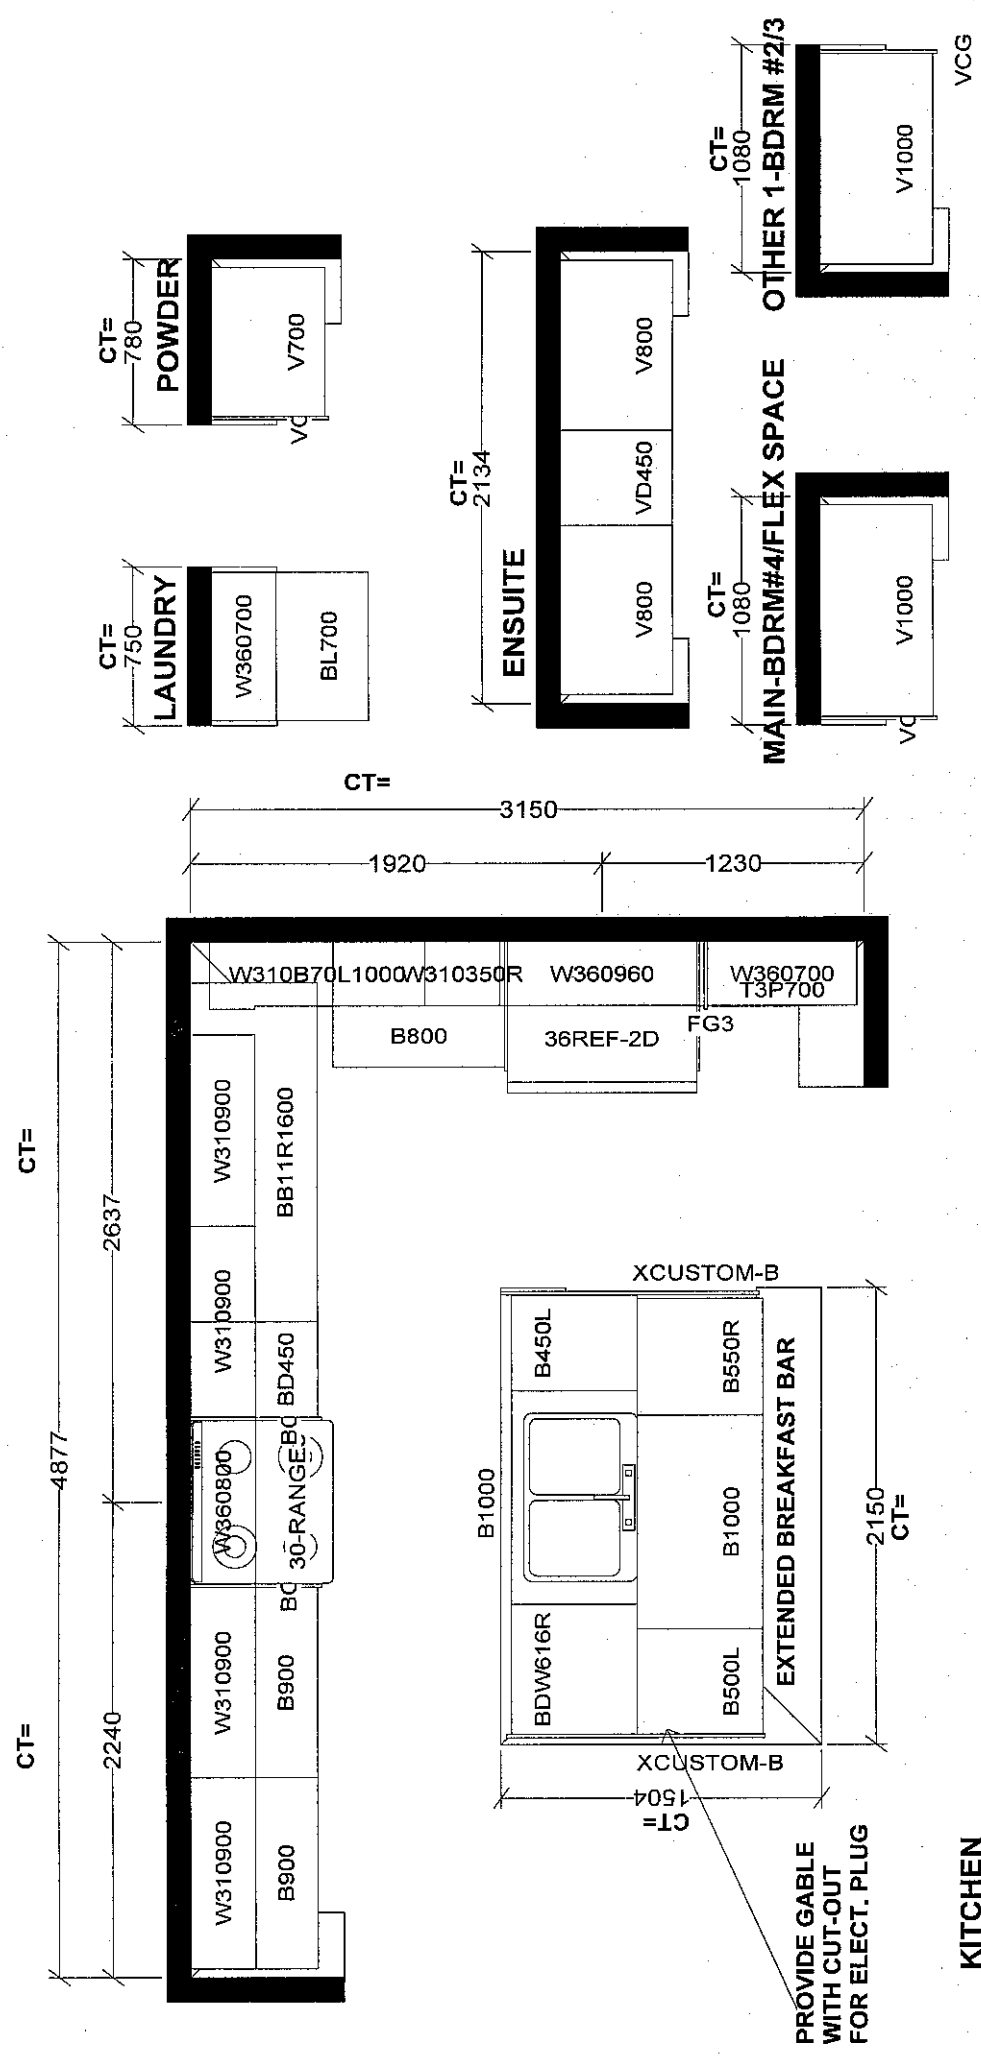 CT=
CT=
4877
2240
2637
W310900
W310900
W360800
W310900
W310900
B900
B900
BC
30-RANGE
BC
BD450
BB11R1600
W310B70L1000
W310350R
W360960
W360700
T3P700
B800
36REF-2D
FG3
CT=
3150
1920
1230
B1000
BDW616R
B450L
B500L
B1000
B550R
XCUSTOM-B
XCUSTOM-B
EXTENDED BREAKFAST BAR
2150
CT=
1504
CT=
PROVIDE GABLE
WITH CUT-OUT
FOR ELECT. PLUG
KITCHEN
CT=
750
LAUNDRY
W360700
BL700
CT=
780
POWDER
V700
VC
CT=
2134
ENSUITE
V800
VD450
V800
CT=
1080
MAIN-BDRM#4/FLEX SPACE
V1000
VC
CT=
1080
OTHER 1-BDRM #2/3
V1000
VCG